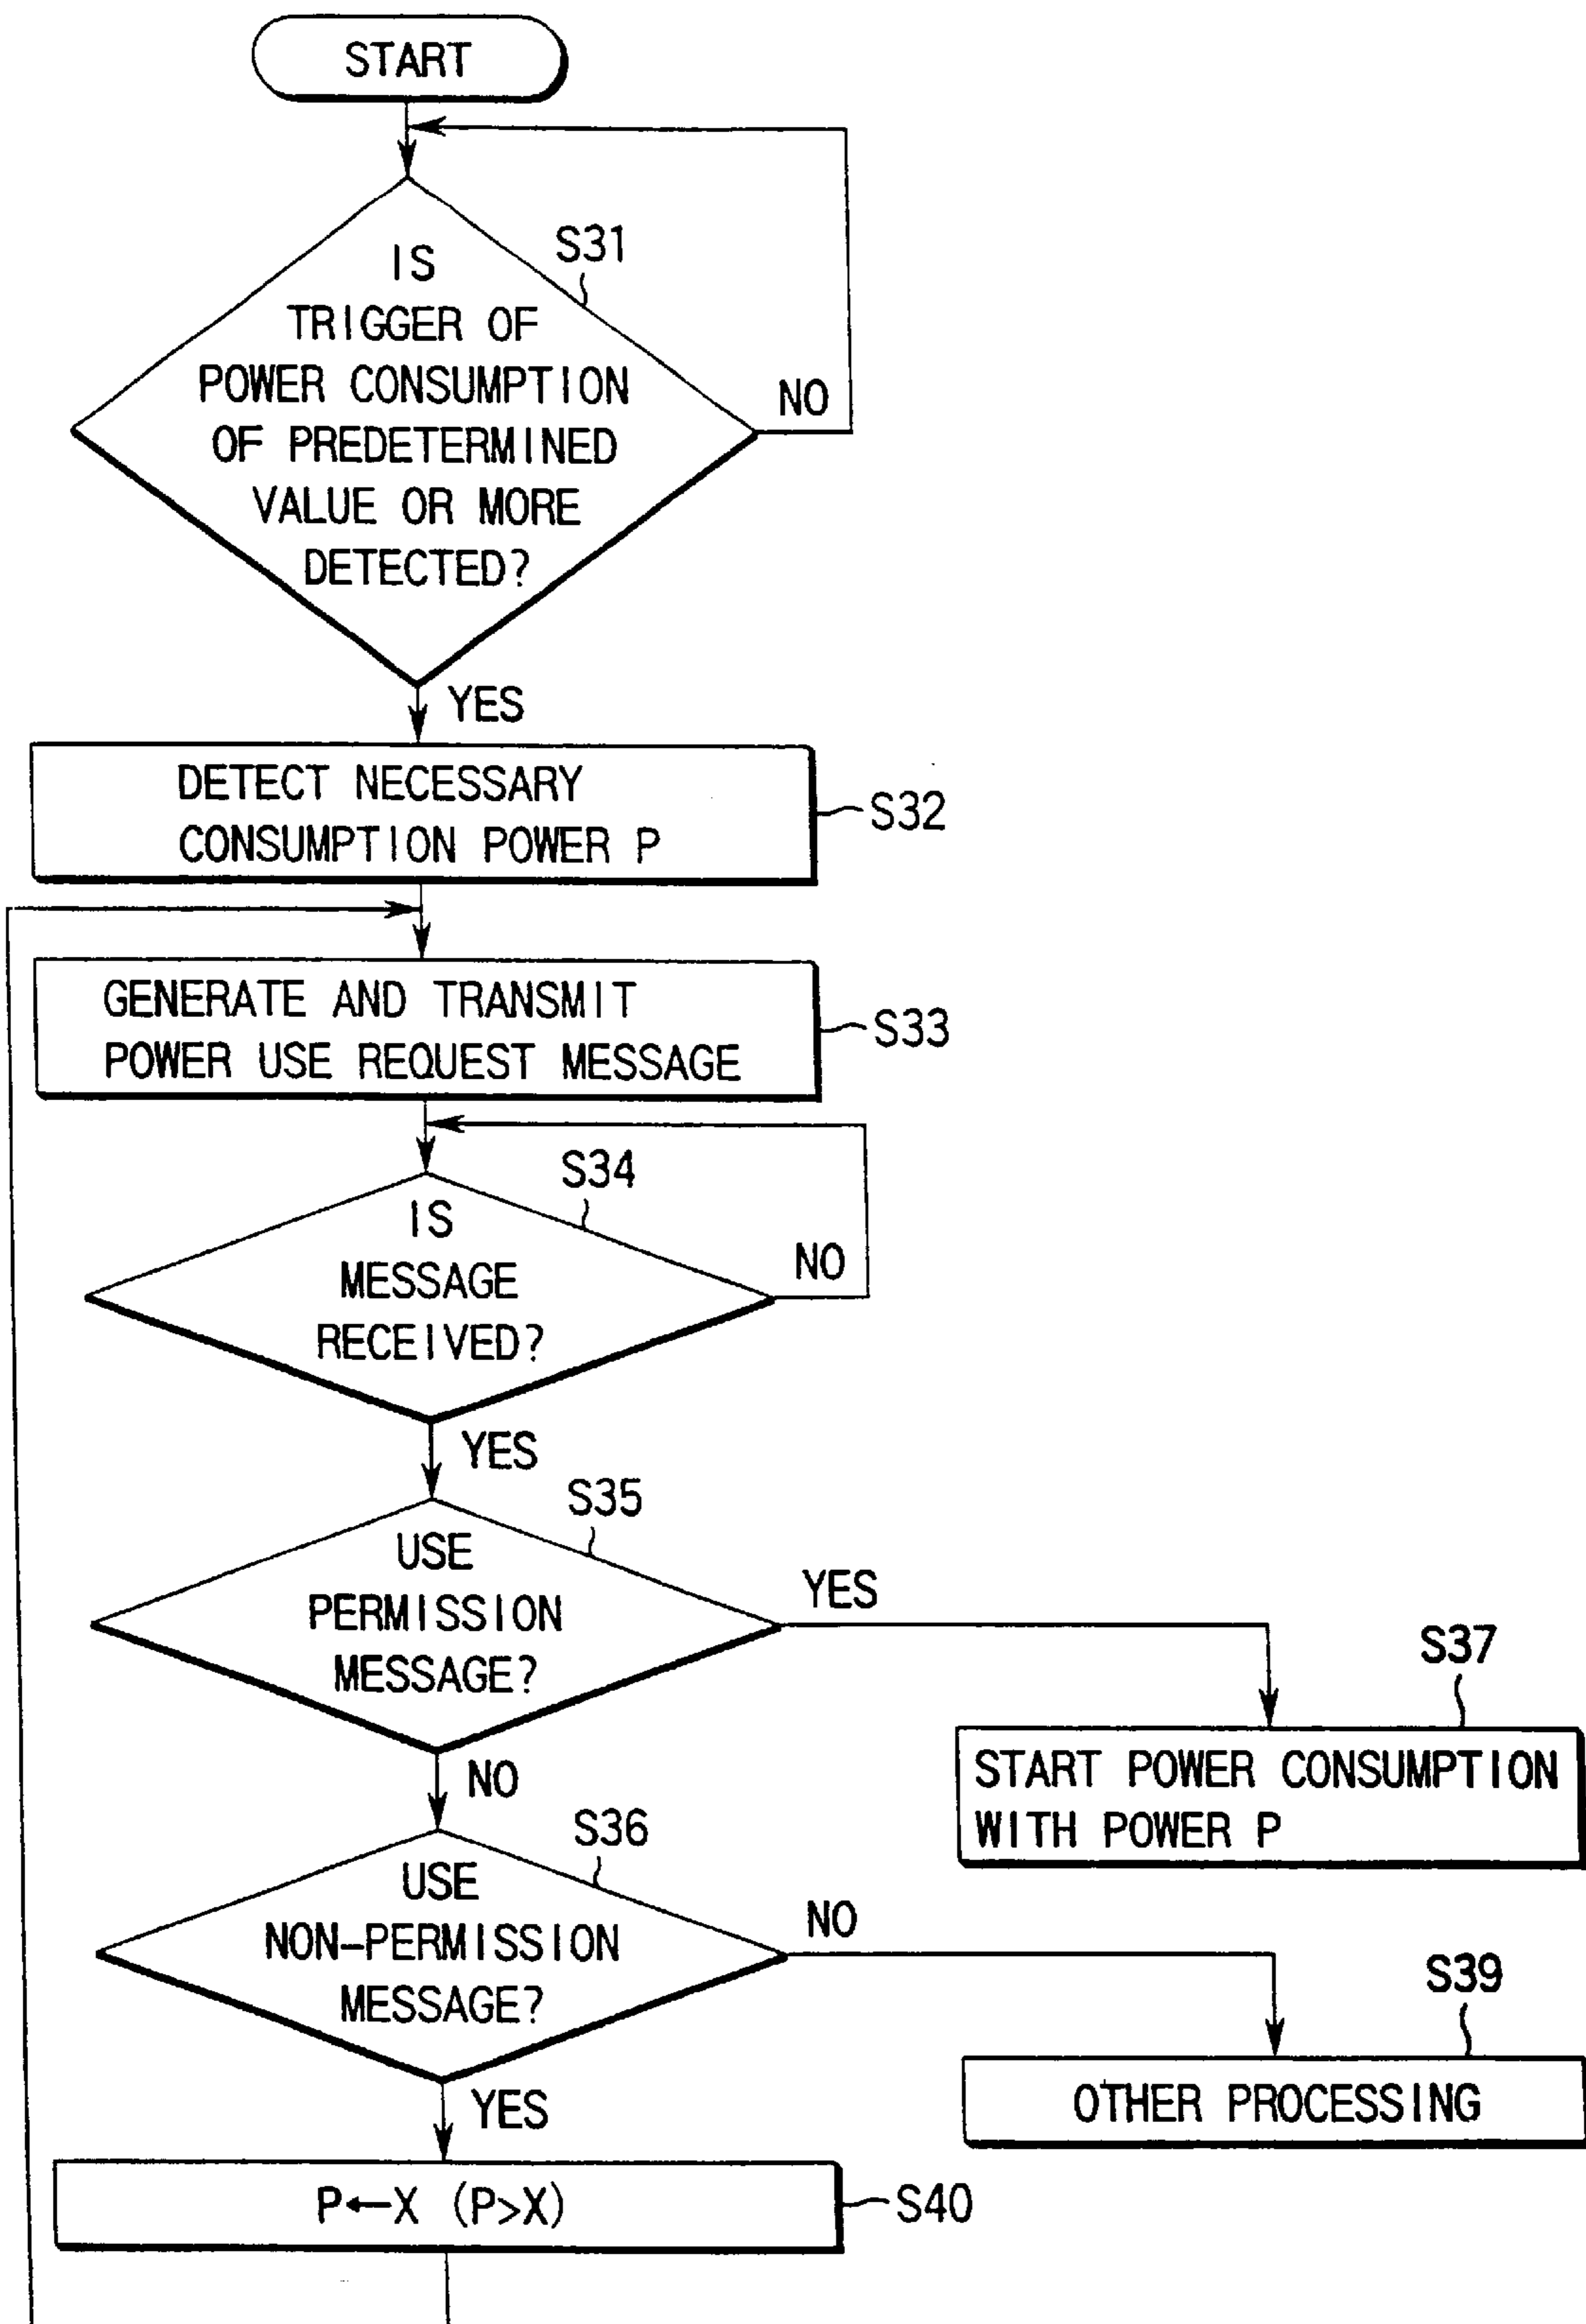 START
S31
IS
TRIGGER OF
POWER CONSUMPTION
OF PREDETERMINED
VALUE OR MORE
DETECTED?
NO
YES
DETECT NECESSARY
CONSUMPTION POWER P
S32
GENERATE AND TRANSMIT
POWER USE REQUEST MESSAGE
S33
S34
IS
MESSAGE
RECEIVED?
NO
YES
S35
USE
PERMISSION
MESSAGE?
YES
S37
START POWER CONSUMPTION
WITH POWER P
NO
S36
USE
NON-PERMISSION
MESSAGE?
NO
S39
OTHER PROCESSING
YES
P←X (P>X)
S40